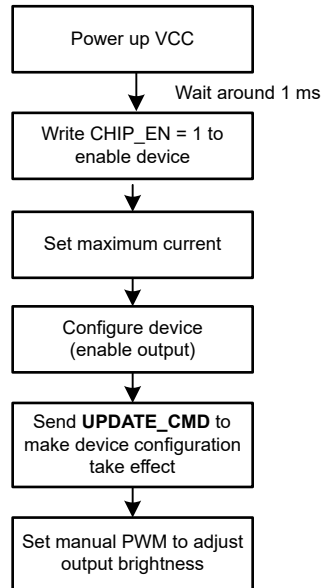 Power up VCC
Wait around 1 ms
Write CHIP_EN = 1 to
enable device
Set maximum current
Configure device
(enable output)
Send UPDATE_CMD to
make device configuration
take effect
Set manual PWM to adjust
output brightness